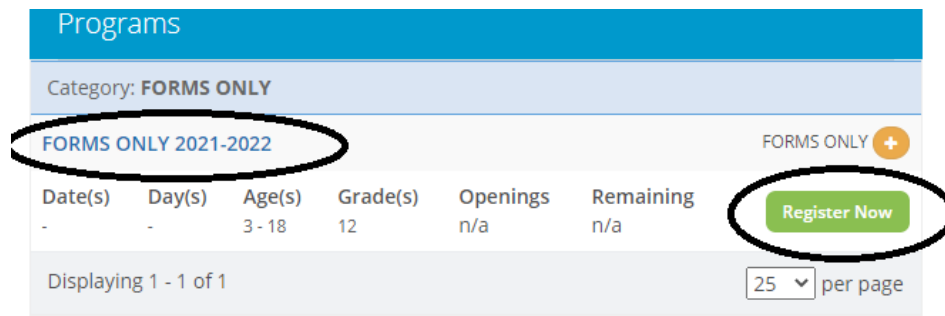 Programs
Category: FORMS ONLY
FORMS ONLY 2021-2022 FORMS ONLY +
Date(s) Day(s) Age(s) Grade(s) Openings Remaining
- - 3 - 18 12 n/a n/a
Register Now
Displaying 1 - 1 of 1 25 per page